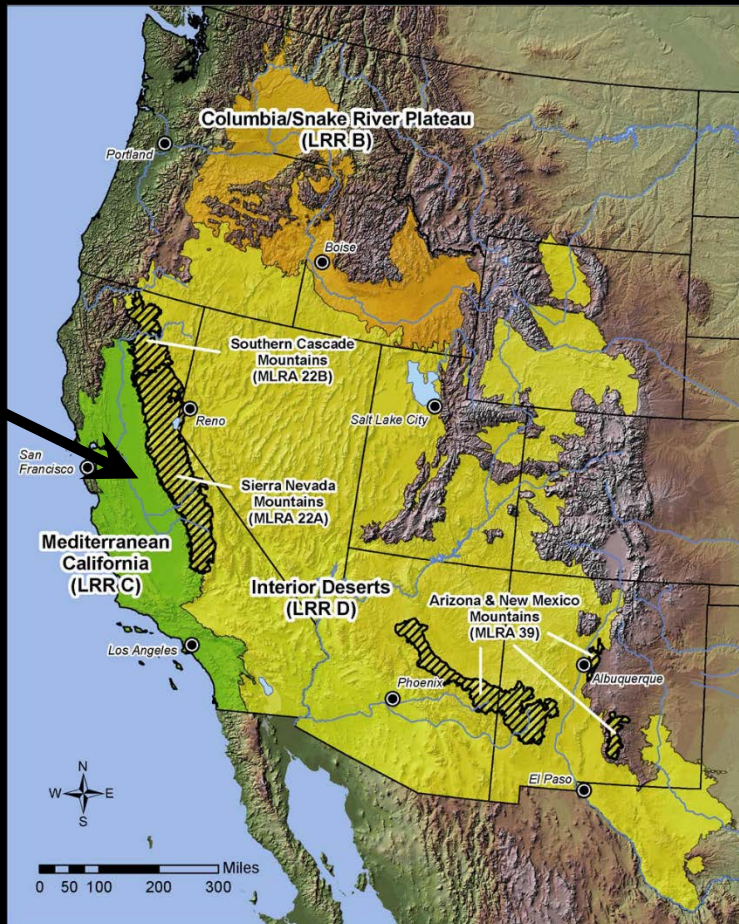 Columbia/Snake River Plateau
(LRR B)
Portland
Boise
Southern Cascade
Mountains
(MLRA 22B)
Reno
Salt Lake City
San
Francisco
Sierra Nevada
Mountains
(MLRA 22A)
Mediterranean
California
(LRR C)
Interior Deserts
(LRR D)
Arizona & New Mexico
Mountains
(MLRA 39)
Los Angeles
Phoenix
Albuquerque
El Paso
N
W E
S
Miles
0 50 100 200 300